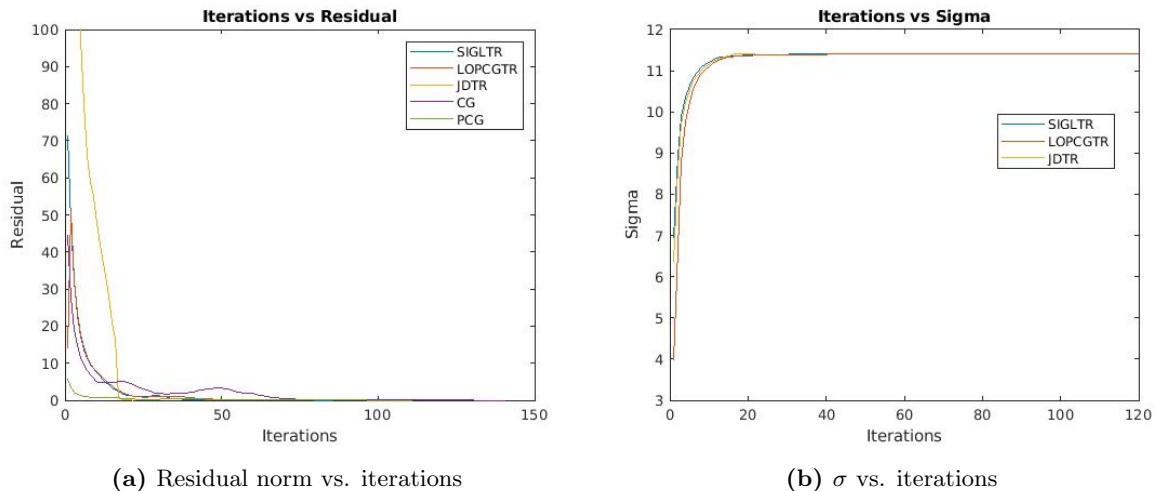 Iterations vs Residual
100
90
80
70
60
50
40
30
20
10
0
0 50 100 150
Residual
Iterations
SIGLTR
LOPCGTR
JDTR
CG
PCG
(a) Residual norm vs. iterations
Iterations vs Sigma
12
11
10
9
8
7
6
5
4
3
0 20 40 60 80 100 120
Sigma
Iterations
SIGLTR
LOPCGTR
JDTR
(b) σ vs. iterations